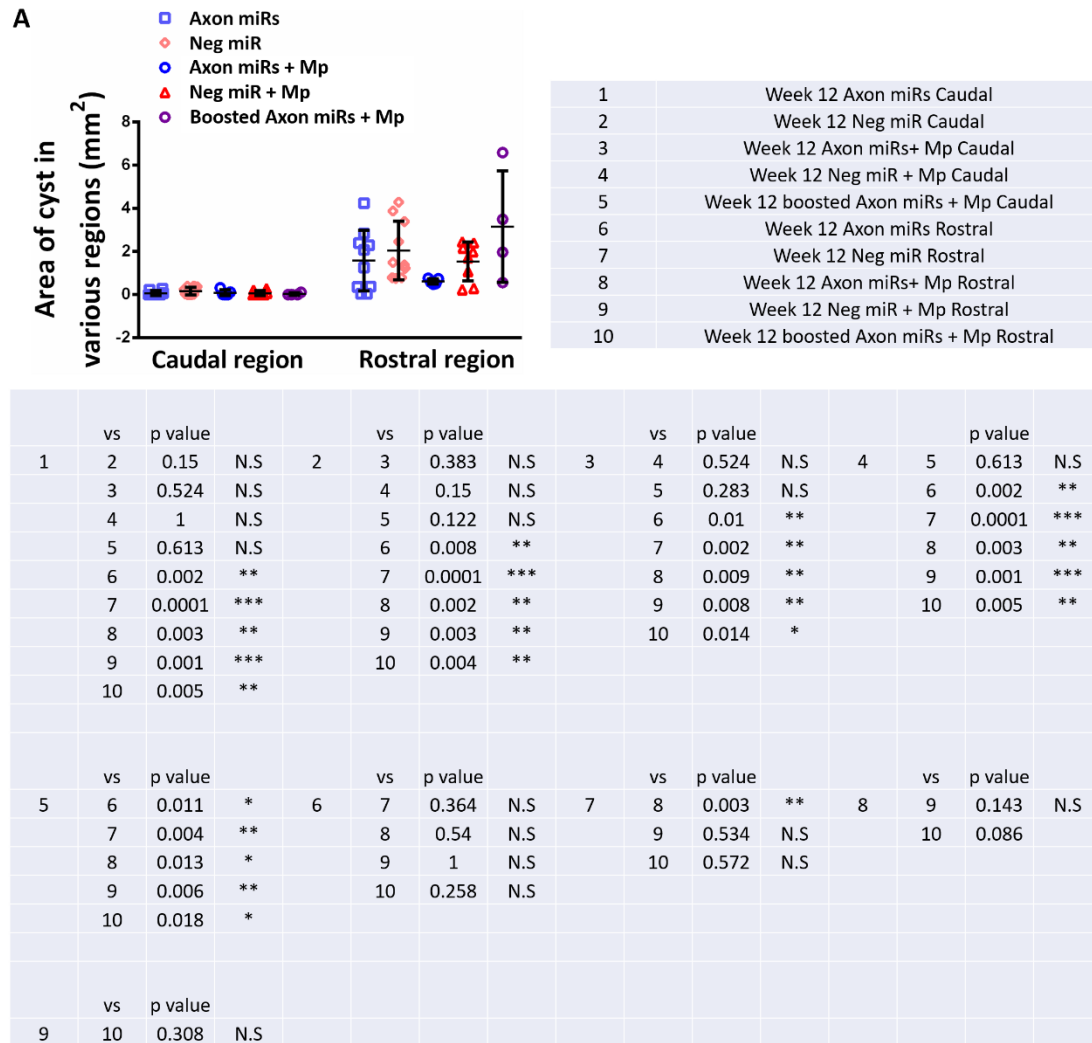 A
Axon miRs
Neg miR
Axon miRs + Mp
Neg miR + Mp
Boosted Axon miRs + Mp
Area of cyst in
various regions (mm²)
8
6
4
2
0
-2
Caudal region Rostral region
1 Week 12 Axon miRs Caudal
2 Week 12 Neg miR Caudal
3 Week 12 Axon miRs+ Mp Caudal
4 Week 12 Neg miR + Mp Caudal
5 Week 12 boosted Axon miRs + Mp Caudal
6 Week 12 Axon miRs Rostral
7 Week 12 Neg miR Rostral
8 Week 12 Axon miRs+ Mp Rostral
9 Week 12 Neg miR + Mp Rostral
10 Week 12 boosted Axon miRs + Mp Rostral
vs p value vs p value vs p value p value
1 2 0.15 N.S 2 3 0.383 N.S 3 4 0.524 N.S 4 5 0.613 N.S
3 0.524 N.S 4 0.15 N.S 5 0.283 N.S 6 0.002 **
4 1 N.S 5 0.122 N.S 6 0.01 ** 7 0.0001 ***
5 0.613 N.S 6 0.008 ** 7 0.002 ** 8 0.003 **
6 0.002 ** 7 0.0001 *** 8 0.009 ** 9 0.001 ***
7 0.0001 *** 8 0.002 ** 9 0.008 ** 10 0.005 **
8 0.003 ** 9 0.003 ** 10 0.014 *
9 0.001 *** 10 0.004 **
10 0.005 **
vs p value vs p value vs p value vs p value
5 6 0.011 * 6 7 0.364 N.S 7 8 0.003 ** 8 9 0.143 N.S
7 0.004 ** 8 0.54 N.S 9 0.534 N.S 10 0.086
8 0.013 * 9 1 N.S 10 0.572 N.S
9 0.006 ** 10 0.258 N.S
10 0.018 *
vs p value
9 10 0.308 N.S